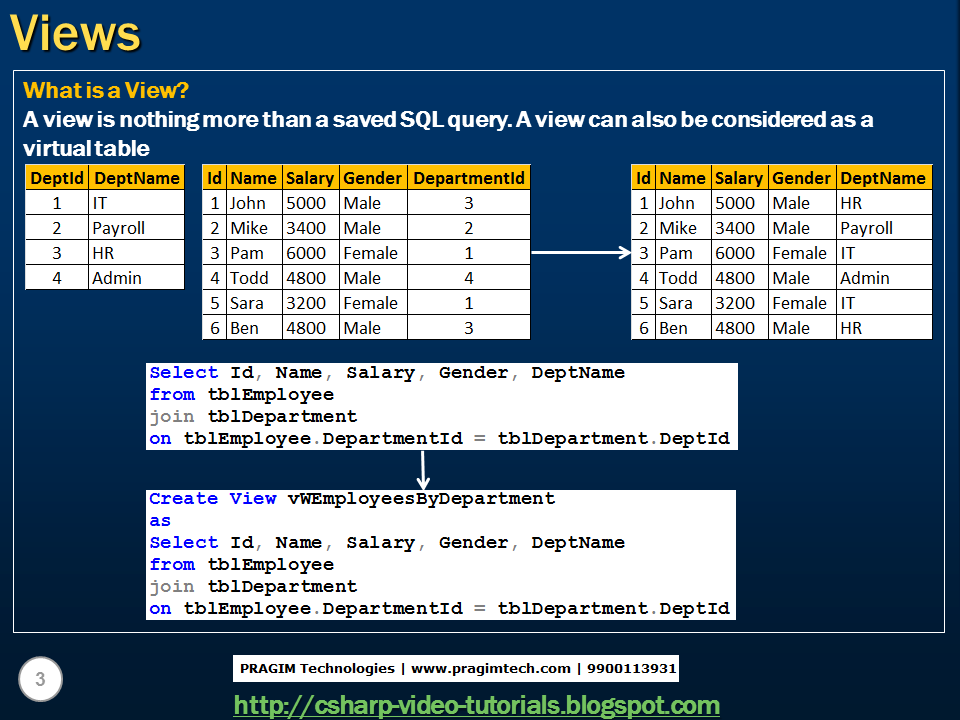 Views
What is a View?
A view is nothing more than a saved SQL query. A view can also be considered as a
virtual table
DeptId DeptName
1 IT
2 Payroll
3 HR
4 Admin
Id Name Salary Gender DepartmentId
1 John 5000 Male 3
2 Mike 3400 Male 2
3 Pam 6000 Female 1
4 Todd 4800 Male 4
5 Sara 3200 Female 1
6 Ben 4800 Male 3
Id Name Salary Gender DeptName
1 John 5000 Male HR
2 Mike 3400 Male Payroll
3 Pam 6000 Female IT
4 Todd 4800 Male Admin
5 Sara 3200 Female IT
6 Ben 4800 Male HR
Select Id, Name, Salary, Gender, DeptName
from tblEmployee
join tblDepartment
on tblEmployee.DepartmentId = tblDepartment.DeptId
Create View vWEmployeesByDepartment
as
Select Id, Name, Salary, Gender, DeptName
from tblEmployee
join tblDepartment
on tblEmployee.DepartmentId = tblDepartment.DeptId
3
PRAGIM Technologies | www.pragimtech.com | 9900113931
http://csharp-video-tutorials.blogspot.com